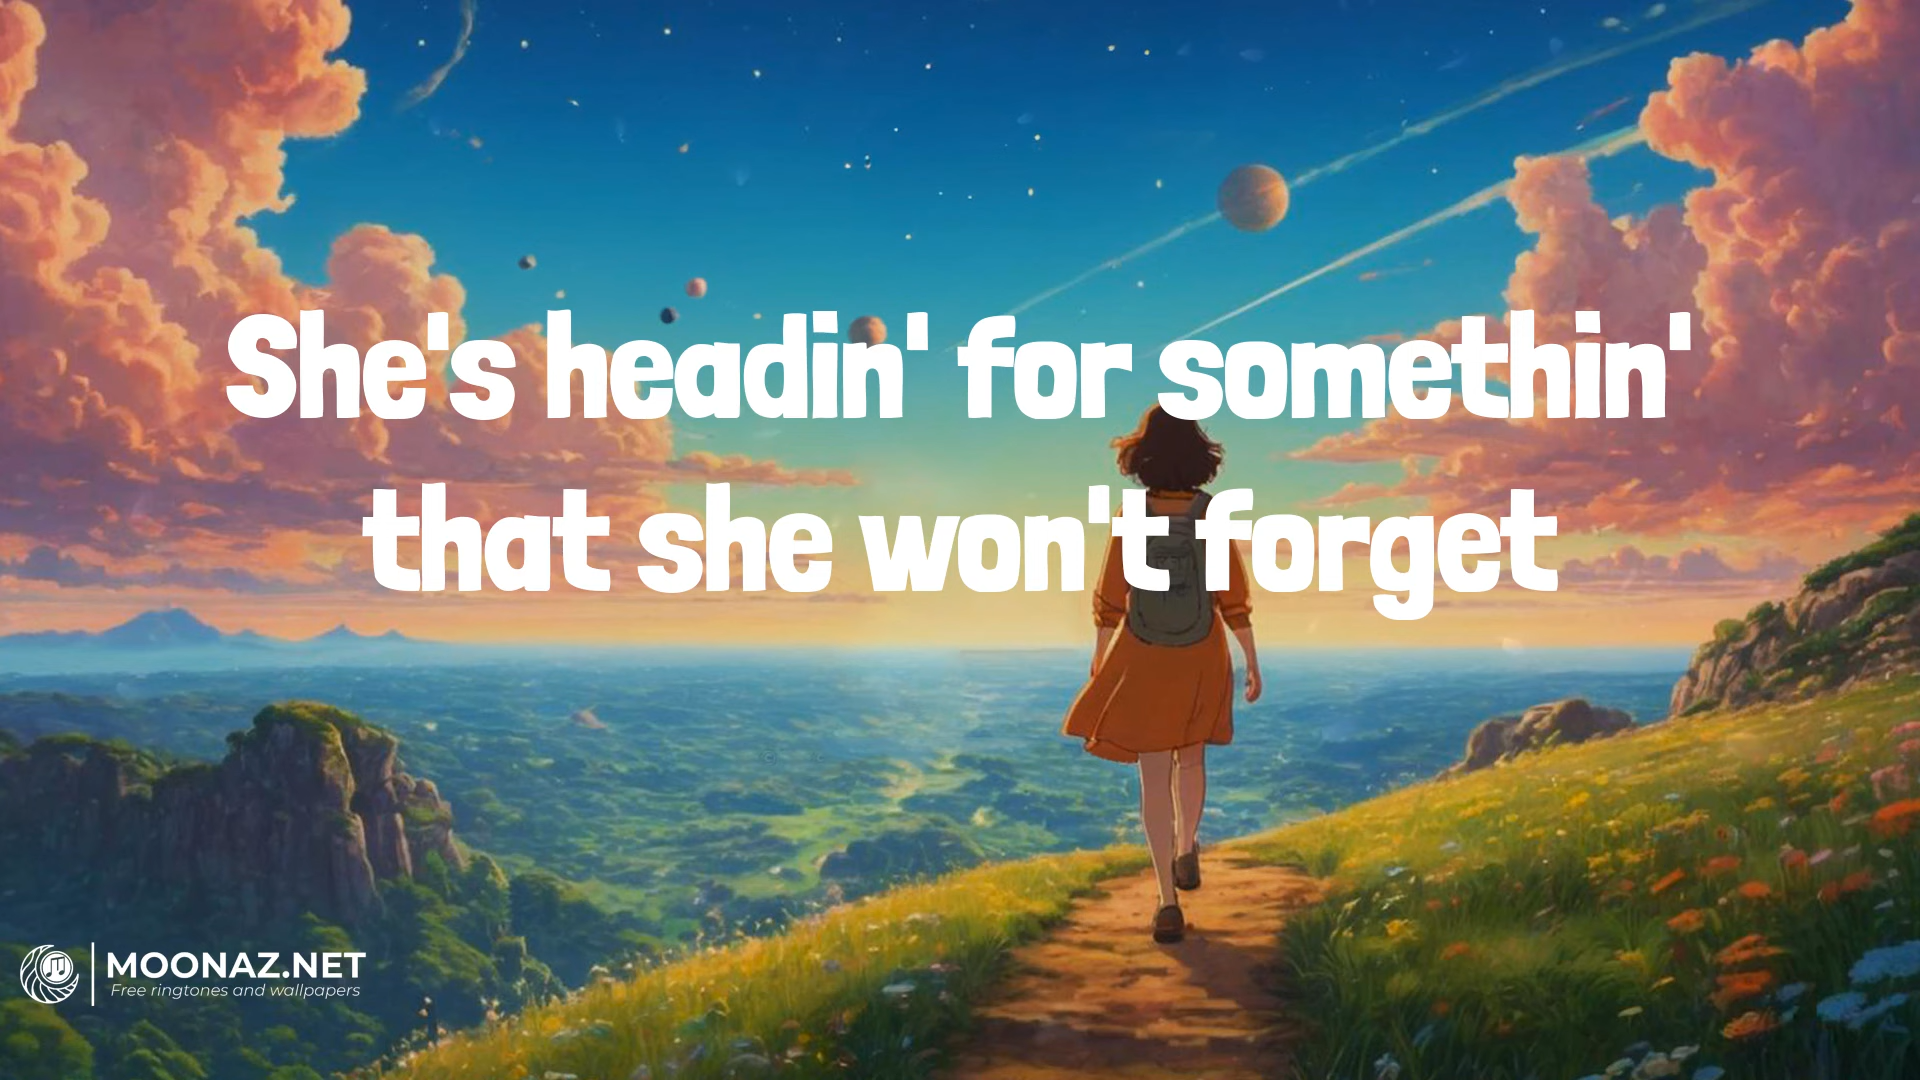 She's headin' for somethin'
that she won't forget
MOONAZ.NET
Free ringtones and wallpapers